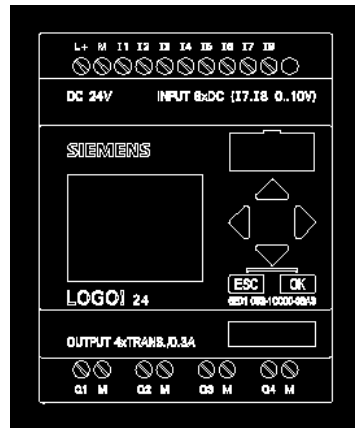 L+ M I1 I2 I3 I4 I5 I6 I7 I8
DC 24V INPUT 8xDC (I7.I8 0..10V)
SIEMENS
ESC OK
LOGO! 24
OUTPUT 4xTRANS./0.3A
Q1 M Q2 M Q3 M Q4 M